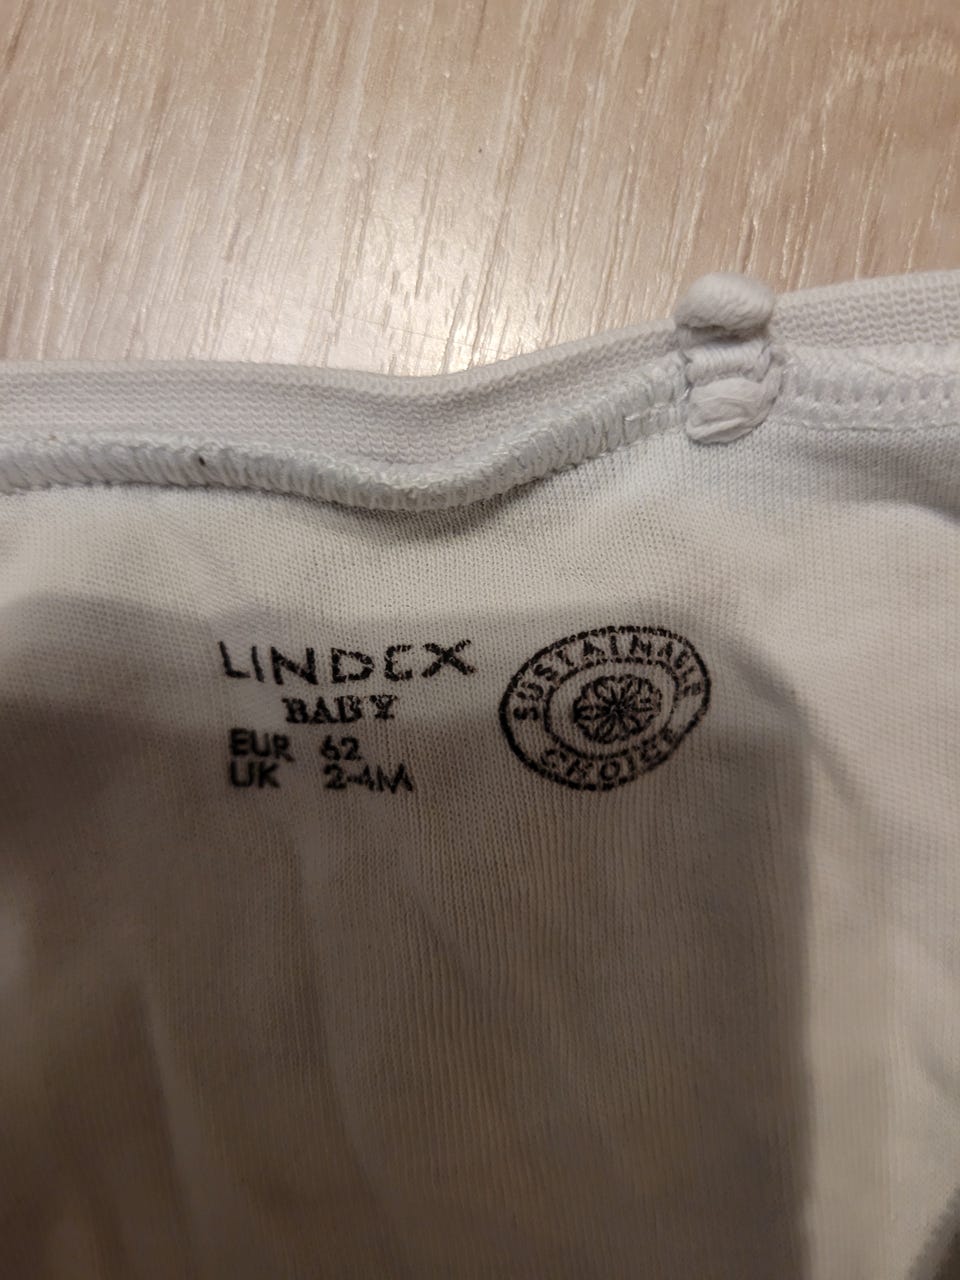 LINDEX
BABY
EUR 62
UK 2-4M
SUSTAINABLE
CHOICE